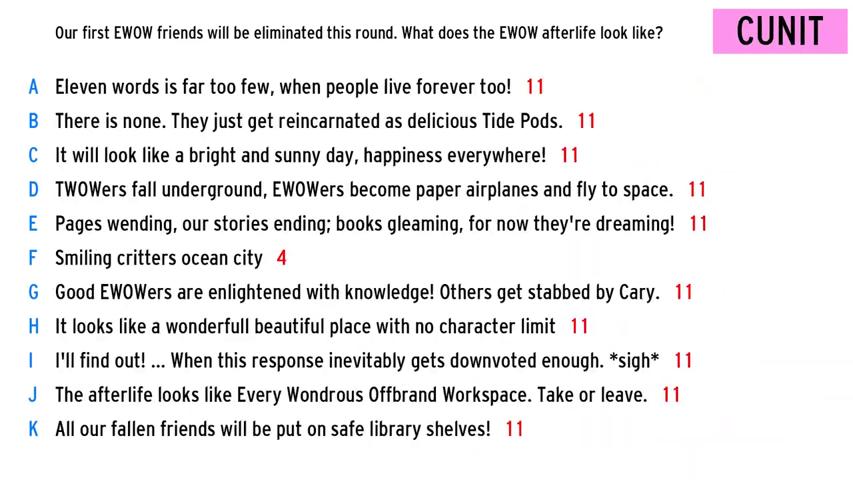 Our first EWOW friends will be eliminated this round. What does the EWOW afterlife look like?
CUNIT
A Eleven words is far too few, when people live forever too! 11
B There is none. They just get reincarnated as delicious Tide Pods. 11
C It will look like a bright and sunny day, happiness everywhere! 11
D TWOWers fall underground, EWOWers become paper airplanes and fly to space. 11
E Pages wending, our stories ending; books gleaming, for now they're dreaming! 11
F Smiling critters ocean city 4
G Good EWOWers are enlightened with knowledge! Others get stabbed by Cary. 11
H It looks like a wonderfull beautiful place with no character limit 11
I I'll find out! ... When this response inevitably gets downvoted enough. *sigh* 11
J The afterlife looks like Every Wondrous Offbrand Workspace. Take or leave. 11
K All our fallen friends will be put on safe library shelves! 11